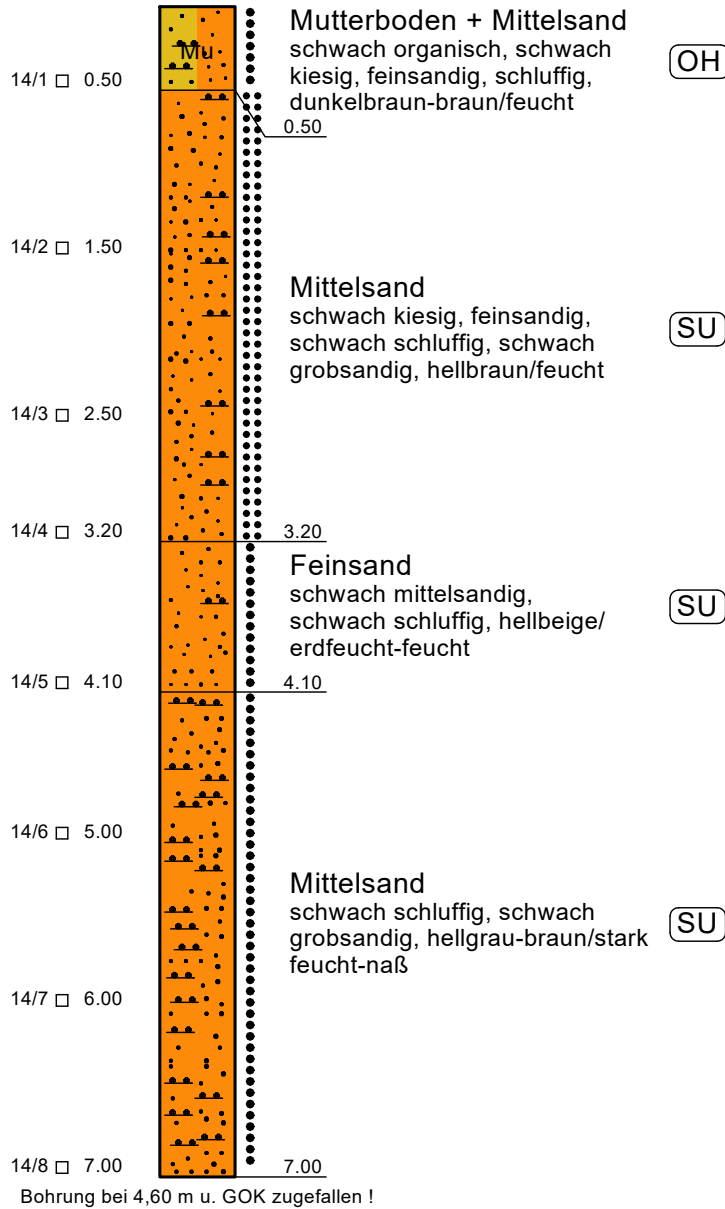 Mutterboden + Mittelsand
schwach organisch, schwach
kiesig, feinsandig, schluffig,
dunkelbraun-braun/feucht
OH
Mu
14/1 0.50
0.50
14/2 1.50
Mittelsand
schwach kiesig, feinsandig,
schwach schluffig, schwach
grobsandig, hellbraun/feucht
SU
14/3 2.50
14/4 3.20
3.20
Feinsand
schwach mittelsandig,
schwach schluffig, hellbeige/
erdfeucht-feucht
SU
14/5 4.10
4.10
14/6 5.00
Mittelsand
schwach schluffig, schwach
grobsandig, hellgrau-braun/stark
feucht-naß
SU
14/7 6.00
14/8 7.00
7.00
Bohrung bei 4,60 m u. GOK zugefallen !